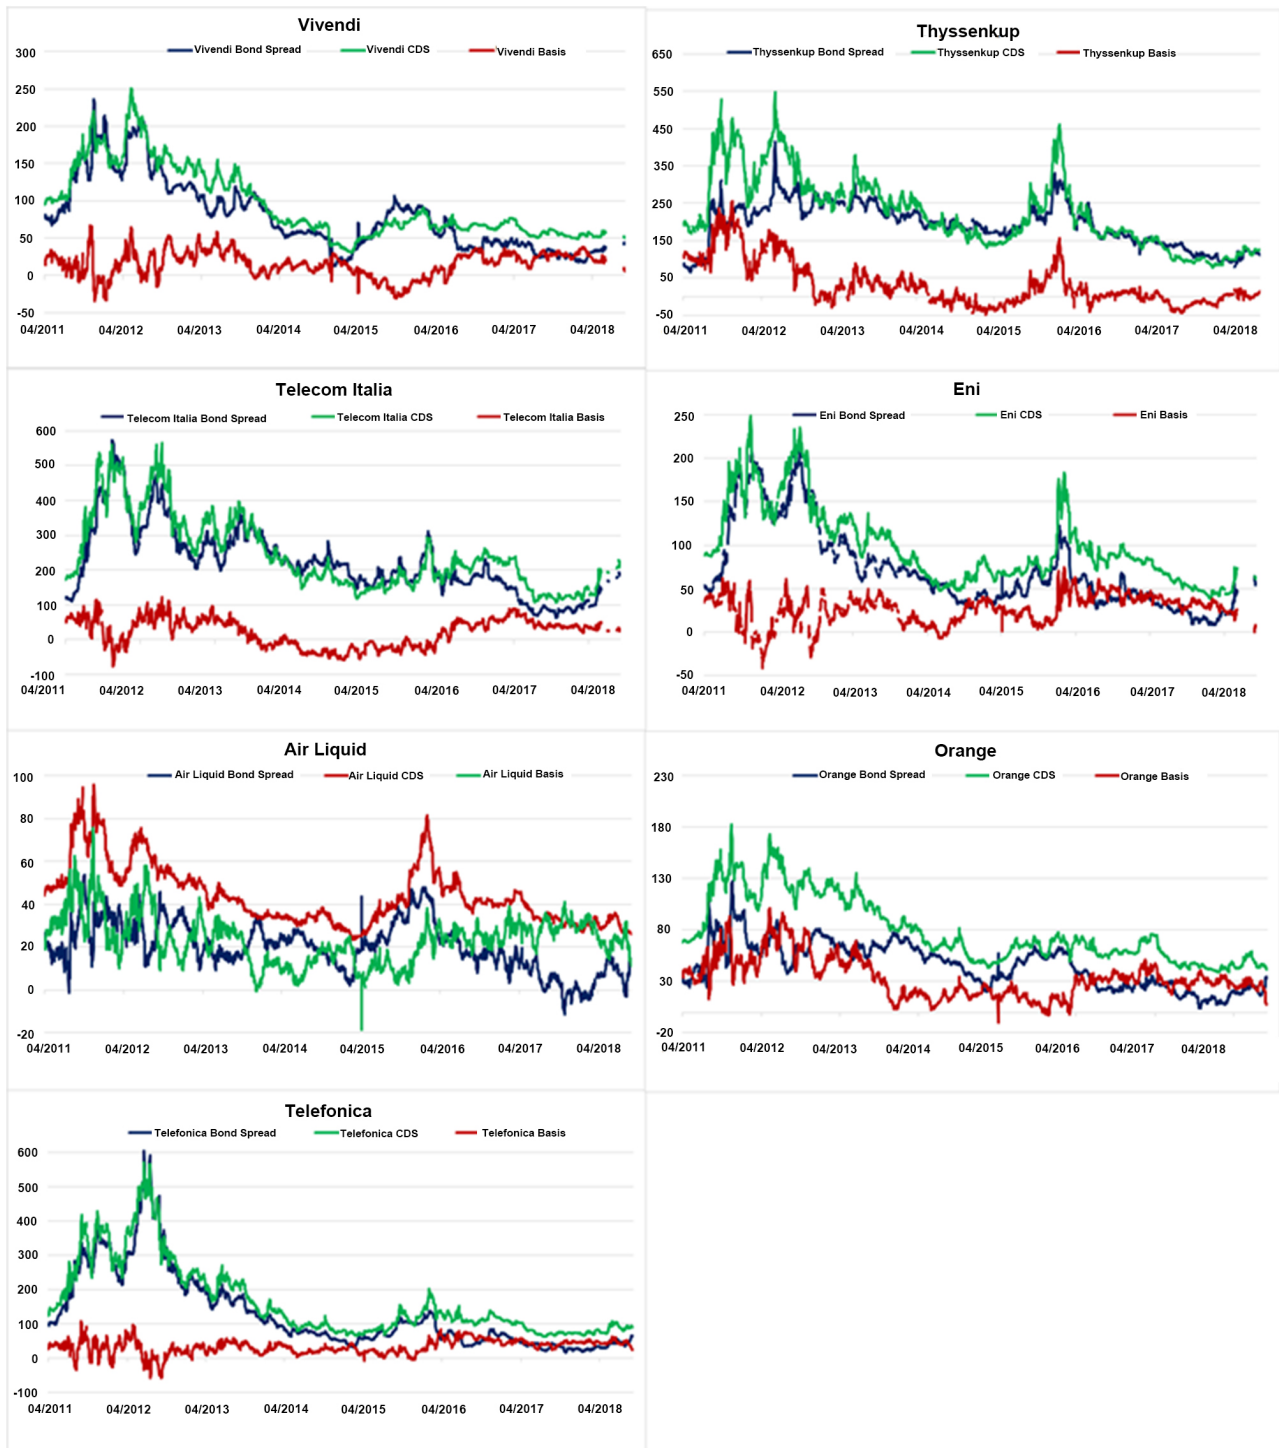 Vivendi
Vivendi Bond Spread Vivendi CDS Vivendi Basis
300
250
200
150
100
50
0
-50
04/2011 04/2012 04/2013 04/2014 04/2015 04/2016 04/2017 04/2018
Thyssenkup
Thyssenkup Bond Spread Thyssenkup CDS Thyssenkup Basis
650
550
450
350
250
150
50
-50
04/2011 04/2012 04/2013 04/2014 04/2015 04/2016 04/2017 04/2018
Telecom Italia
Telecom Italia Bond Spread Telecom Italia CDS Telecom Italia Basis
600
500
400
300
200
100
0
-100
04/2011 04/2012 04/2013 04/2014 04/2015 04/2016 04/2017 04/2018
Eni
Eni Bond Spread Eni CDS Eni Basis
250
200
150
100
50
0
-50
04/2011 04/2012 04/2013 04/2014 04/2015 04/2016 04/2017 04/2018
Air Liquid
Air Liquid Bond Spread Air Liquid CDS Air Liquid Basis
100
80
60
40
20
0
-20
04/2011 04/2012 04/2013 04/2014 04/2015 04/2016 04/2017 04/2018
Orange
Orange Bond Spread Orange CDS Orange Basis
230
180
130
80
30
-20
04/2011 04/2012 04/2013 04/2014 04/2015 04/2016 04/2017 04/2018
Telefonica
Telefonica Bond Spread Telefonica CDS Telefonica Basis
600
500
400
300
200
100
0
-100
04/2011 04/2012 04/2013 04/2014 04/2015 04/2016 04/2017 04/2018